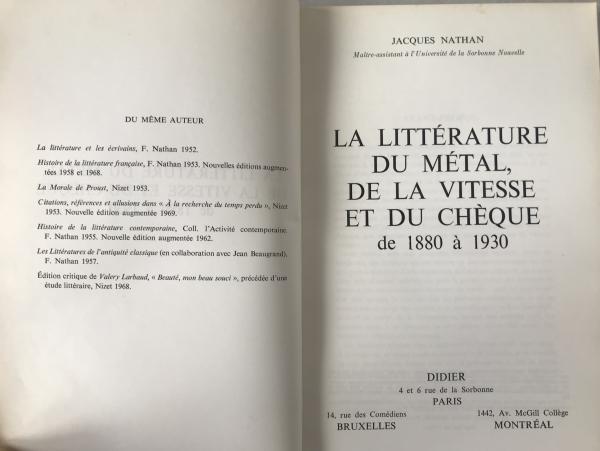 DU MÊME AUTEUR
La littérature et les écrivains, F. Nathan 1952.
Histoire de la littérature française, F. Nathan 1953. Nouvelles éditions augmen-
tées 1958 et 1968.
La Morale de Proust, Nizet 1953.
Citations, références et allusions dans « A la recherche du temps perdu », Nizet
1953. Nouvelle édition augmentée 1969.
Histoire de la littérature contemporaine, Coll. l'Activité contemporaine.
F. Nathan 1955. Nouvelle édition augmentée 1962.
Les Littératures de l'antiquité classique (en collaboration avec Jean Beaugrand).
F. Nathan 1957.
Édition critique de Valery Larbaud, « Beauté, mon beau souci », précédée d'une
étude littéraire, Nizet 1968.
JACQUES NATHAN
Maître-assistant à l'Université de la Sorbonne Nouvelle
LA LITTÉRATURE
DU MÉTAL,
DE LA VITESSE
ET DU CHÈQUE
de 1880 à 1930
DIDIER
4 et 6 rue de la Sorbonne
PARIS
14, rue des Comédiens
BRUXELLES
1442, Av. McGill Collège
MONTRÉAL